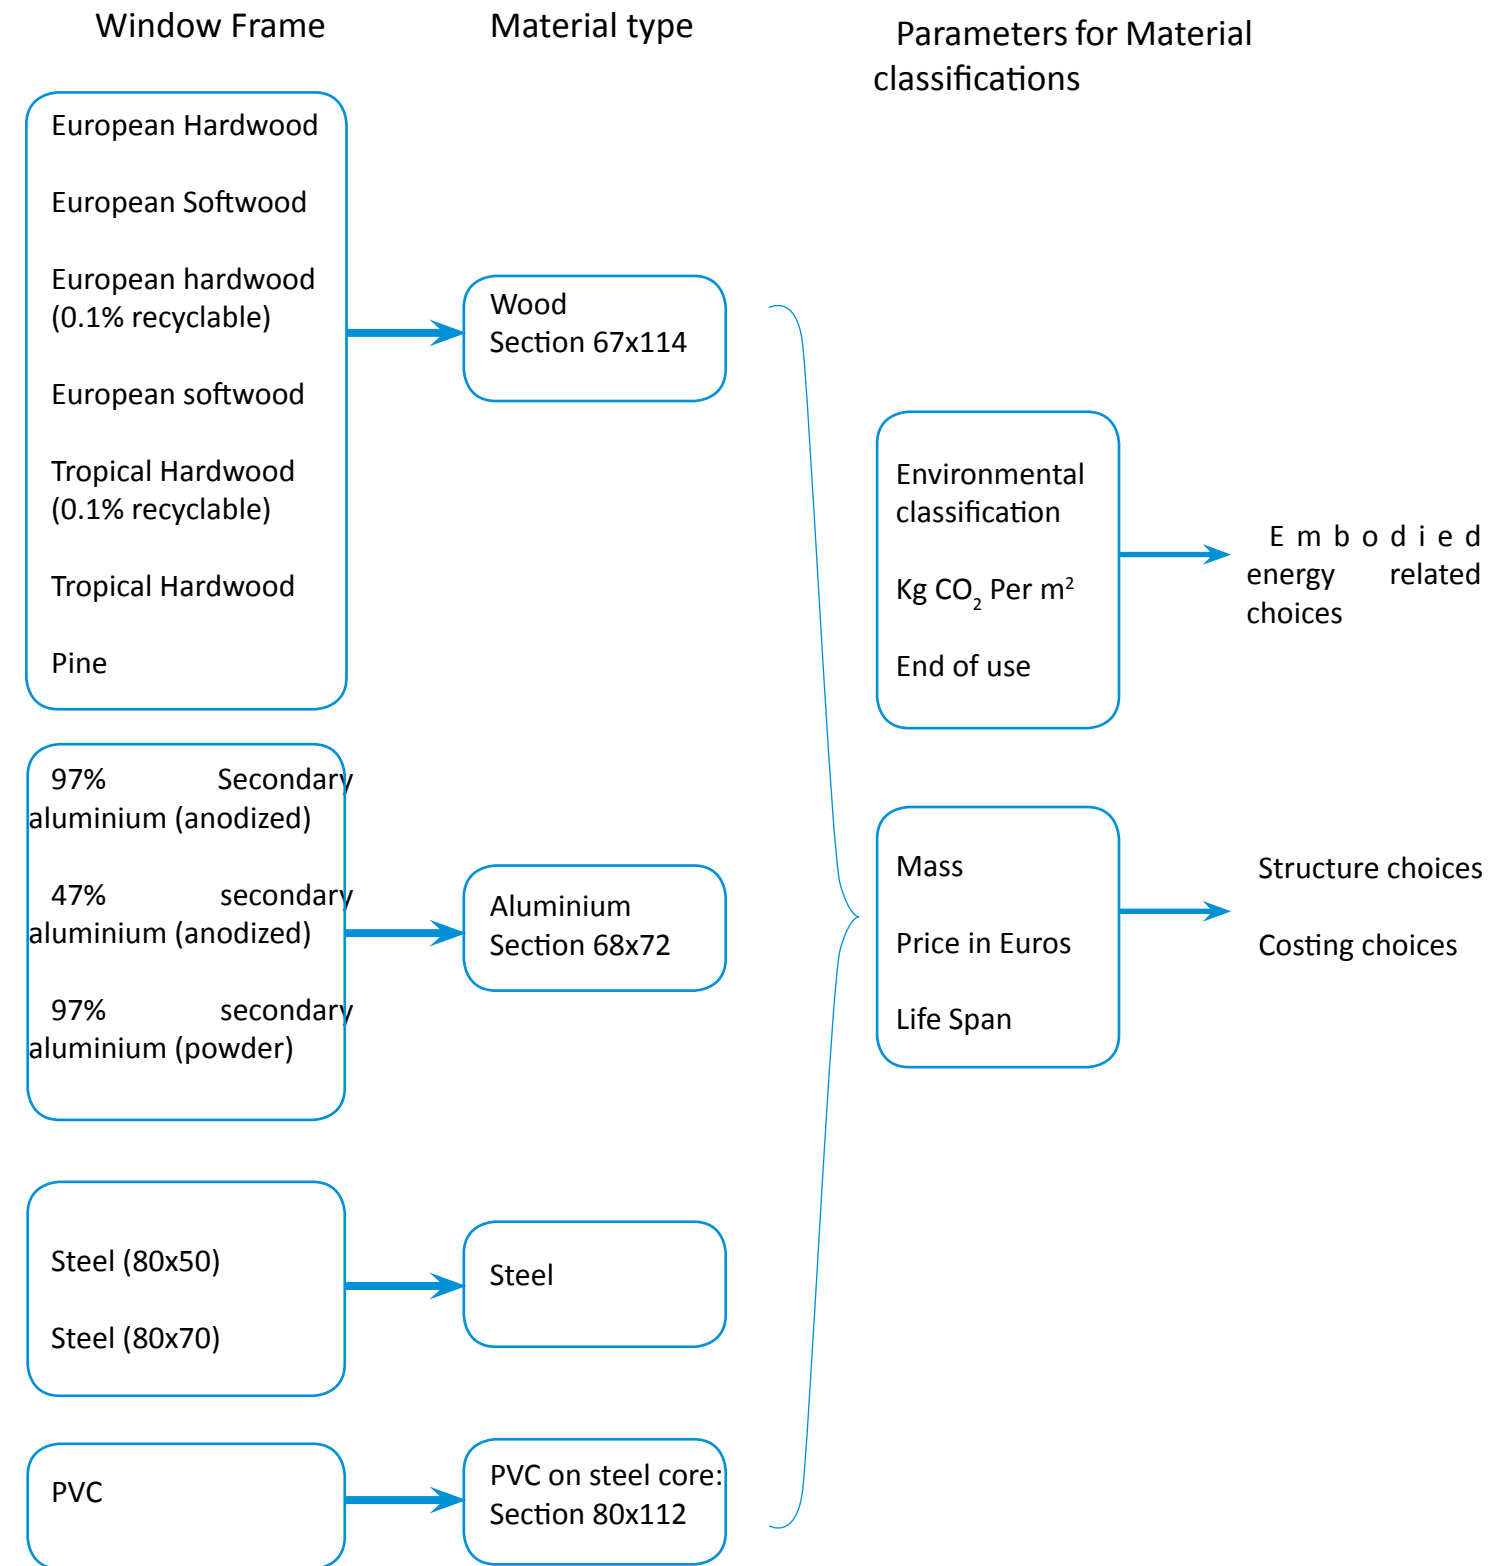 Window Frame
Material type
Parameters for Material
classifications
European Hardwood
European Softwood
European hardwood
(0.1% recyclable)
European softwood
Tropical Hardwood
(0.1% recyclable)
Tropical Hardwood
Pine
Wood
Section 67x114
97% Secondary
aluminium (anodized)
47% secondary
aluminium (anodized)
97% secondary
aluminium (powder)
Aluminium
Section 68x72
Steel (80x50)
Steel (80x70)
Steel
PVC
PVC on steel core:
Section 80x112
Environmental
classification
Kg CO₂ Per m²
End of use
Embodied
energy related
choices
Mass
Price in Euros
Life Span
Structure choices
Costing choices